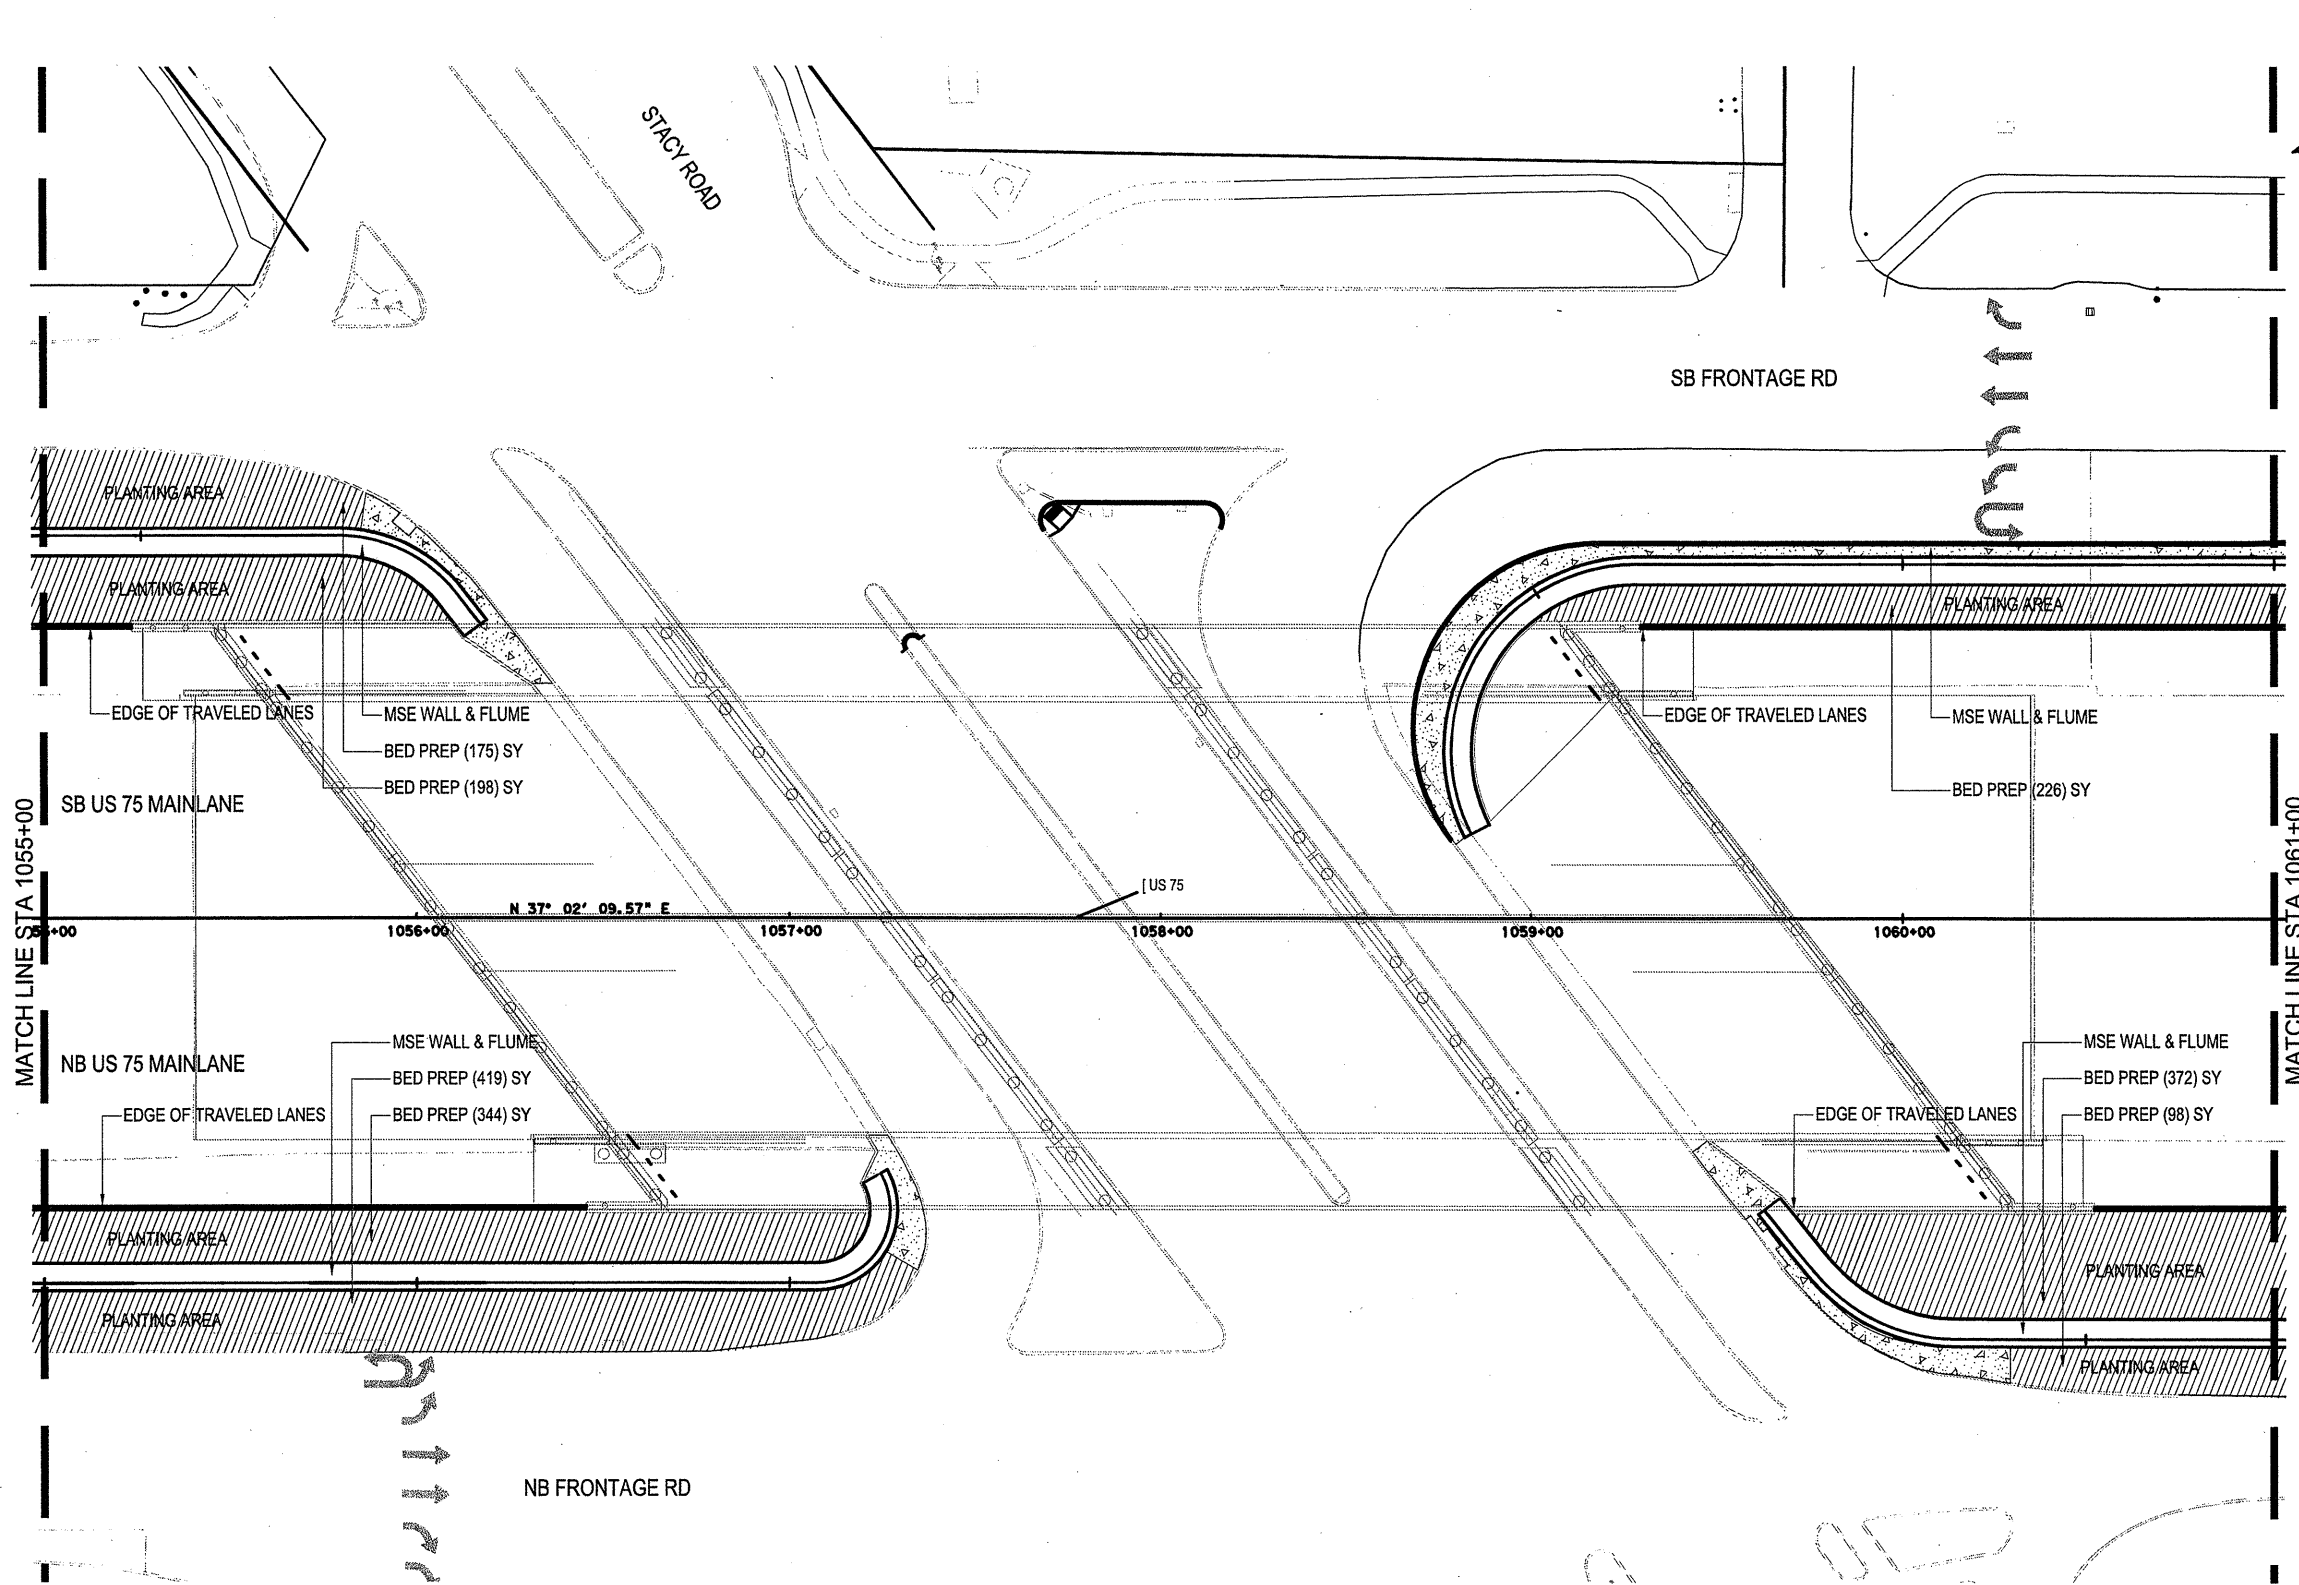 STACY ROAD
SB FRONTAGE RD
PLANTING AREA
PLANTING AREA
PLANTING AREA
EDGE OF TRAVELED LANES
MSE WALL & FLUME
BED PREP (175) SY
BED PREP (198) SY
EDGE OF TRAVELED LANES
MSE WALL & FLUME
BED PREP (226) SY
SB US 75 MAINLANE
MATCH LINE STA 1055+00
MATCH LINE STA 1061+00
[ US 75
N 37° 02' 09.57" E
1056+00
1057+00
1058+00
1059+00
1060+00
NB US 75 MAINLANE
MSE WALL & FLUME
BED PREP (419) SY
BED PREP (344) SY
EDGE OF TRAVELED LANES
MSE WALL & FLUME
BED PREP (372) SY
BED PREP (98) SY
EDGE OF TRAVELED LANES
PLANTING AREA
PLANTING AREA
PLANTING AREA
PLANTING AREA
NB FRONTAGE RD